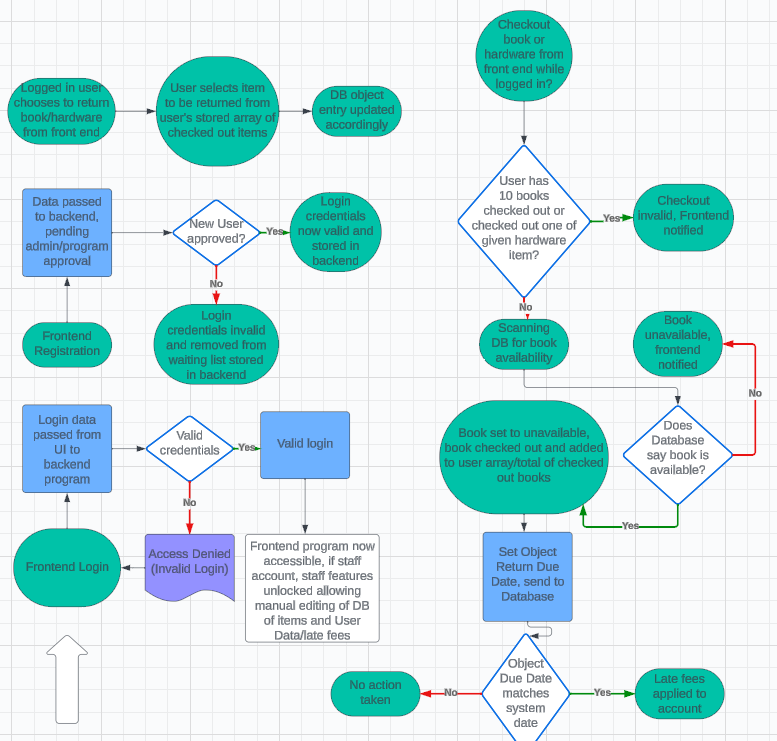 Logged in user
chooses to return
book/hardware
from front end
User selects item
to be returned from
user's stored array of
checked out items
DB object
entry updated
accordingly
Checkout
book or
hardware from
front end while
logged in?
User has
10 books
checked out or
checked out one of
given hardware
item?
Yes
Checkout
invalid, Frontend
notified
No
Scanning
DB for book
availability
Book
unavailable,
frontend
notified
No
Does
Database
say book is
available?
Yes
Book set to unavailable,
book checked out and added
to user array/total of checked
out books
Set Object
Return Due
Date, send to
Database
Object
Due Date
matches
system
date
No
No action
taken
Yes
Late fees
applied to
account
Data passed
to backend,
pending
admin/program
approval
New User
approved?
Yes
Login
credentials
now valid and
stored in
backend
No
Login
credentials invalid
and removed from
waiting list stored
in backend
Frontend
Registration
Login data
passed from
UI to
backend
program
Valid
credentials
Yes
Valid login
No
Access Denied
(Invalid Login)
Frontend Login
Frontend program now
accessible, if staff
account, staff features
unlocked allowing
manual editing of DB
of items and User
Data/late fees